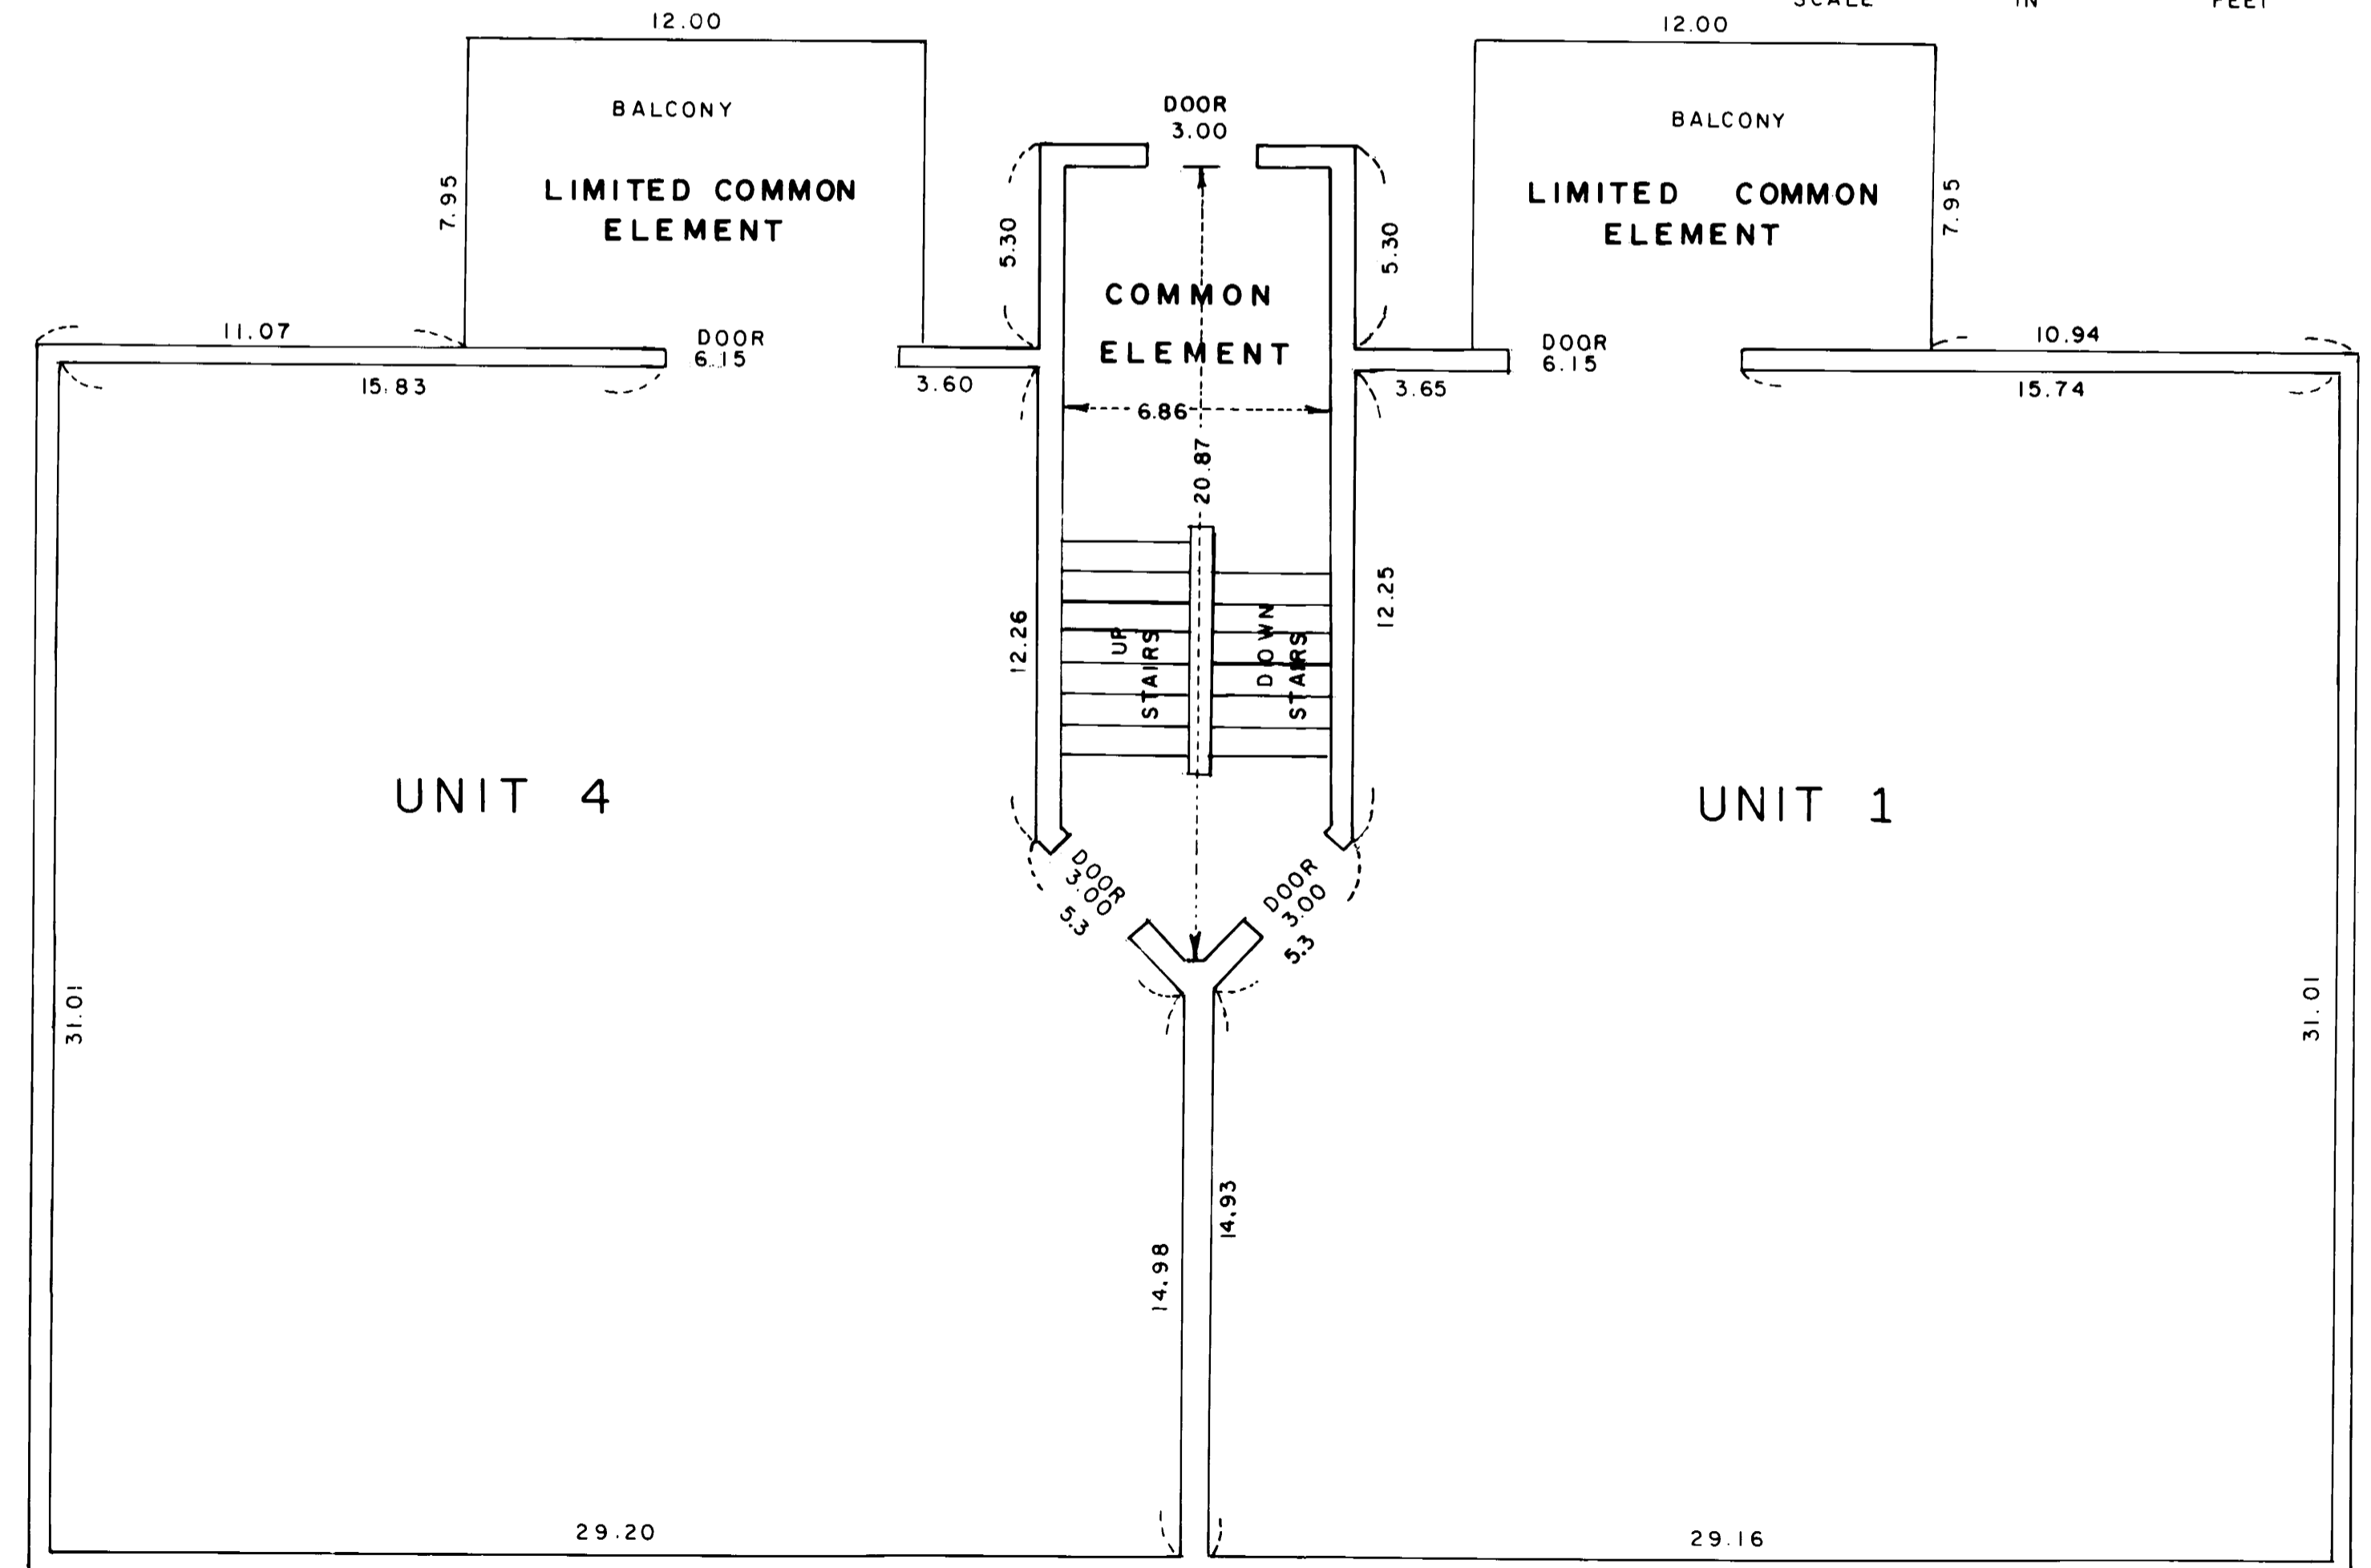 SCALE IN FEET
12.00
12.00
BALCONY
LIMITED COMMON
ELEMENT
7.95
DOOR
3.00
BALCONY
LIMITED COMMON
ELEMENT
7.95
5.30
5.30
COMMON
ELEMENT
11.07
DOOR
6.15
15.83
3.60
DOOR
6.15
3.65
10.94
15.74
6.86
20.87
12.26
12.25
UP
STAIRS
DOWN
STAIRS
UNIT 4
UNIT 1
DOOR
3.00
5.3
DOOR
3.00
5.3
31.01
31.01
14.98
14.93
29.20
29.16